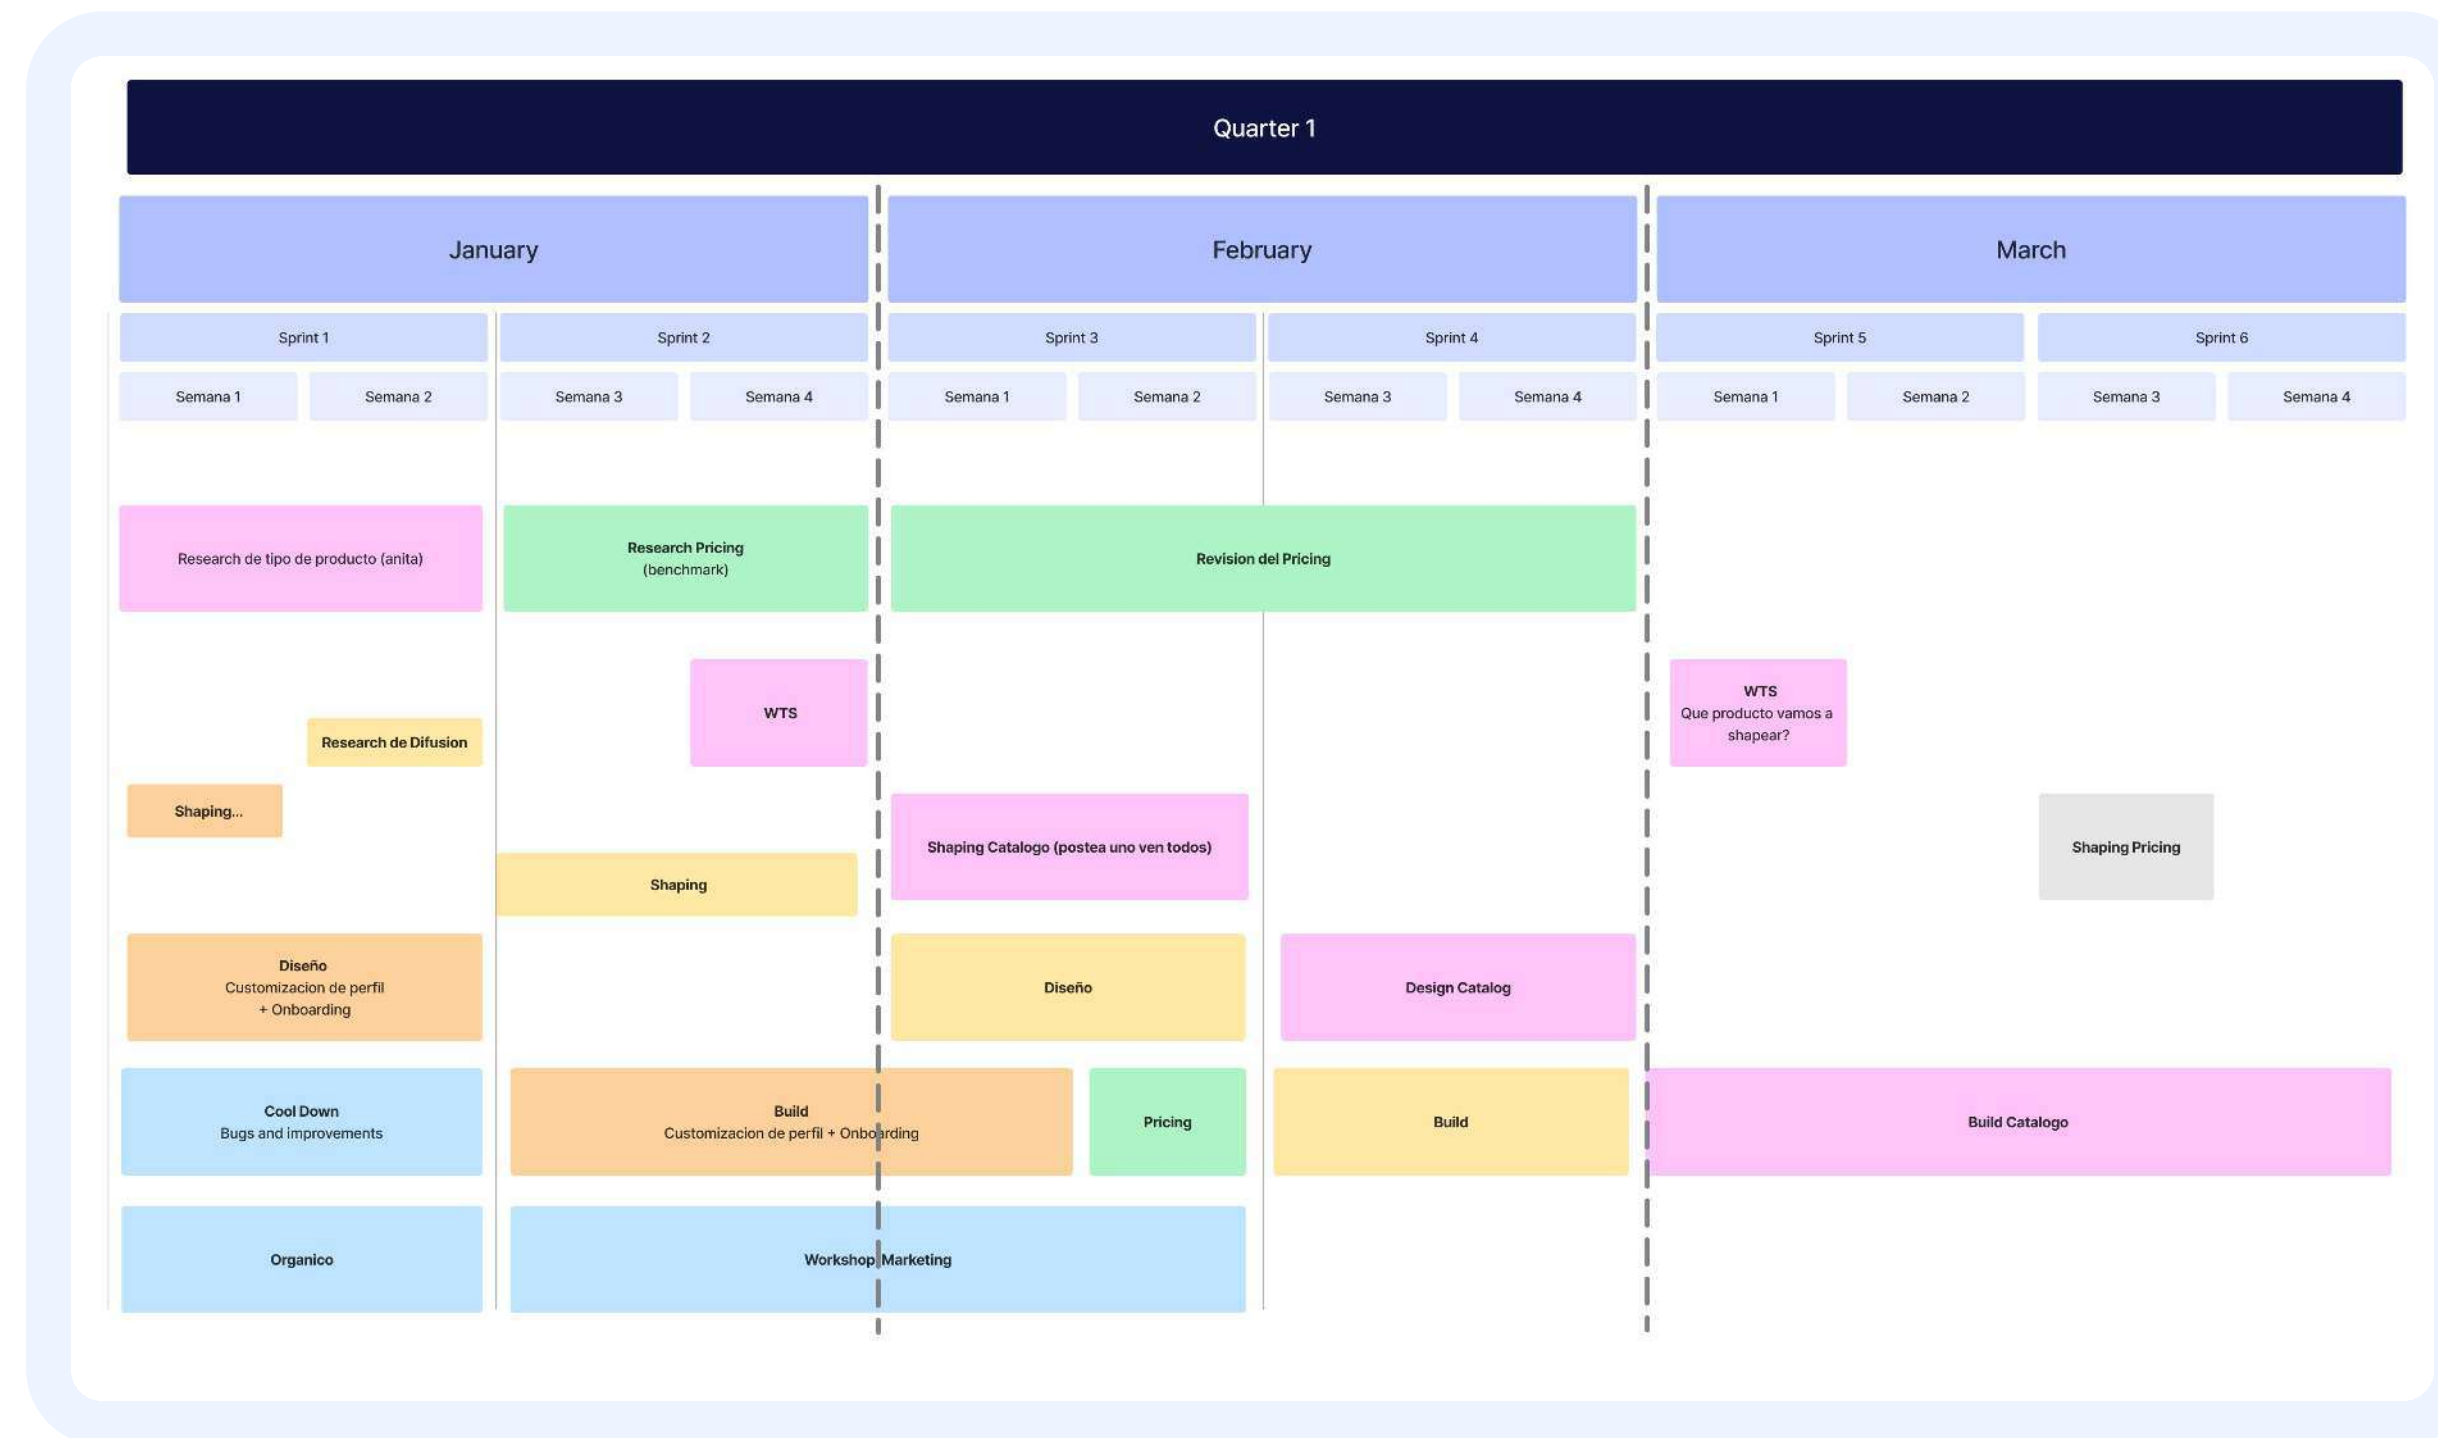 Quarter 1
January
February
March
Sprint 1
Sprint 2
Sprint 3
Sprint 4
Sprint 5
Sprint 6
Semana 1
Semana 2
Semana 3
Semana 4
Semana 1
Semana 2
Semana 3
Semana 4
Semana 1
Semana 2
Semana 3
Semana 4
Research de tipo de producto (anita)
Research Pricing
(benchmark)
Revision del Pricing
WTS
WTS
Que producto vamos a
shapear?
Research de Difusion
Shaping...
Shaping Catalogo (postea uno ven todos)
Shaping Pricing
Shaping
Diseño
Customizacion de perfil
+ Onboarding
Diseño
Design Catalog
Cool Down
Bugs and improvements
Build
Customizacion de perfil + Onboarding
Pricing
Build
Build Catalogo
Organico
Workshop Marketing